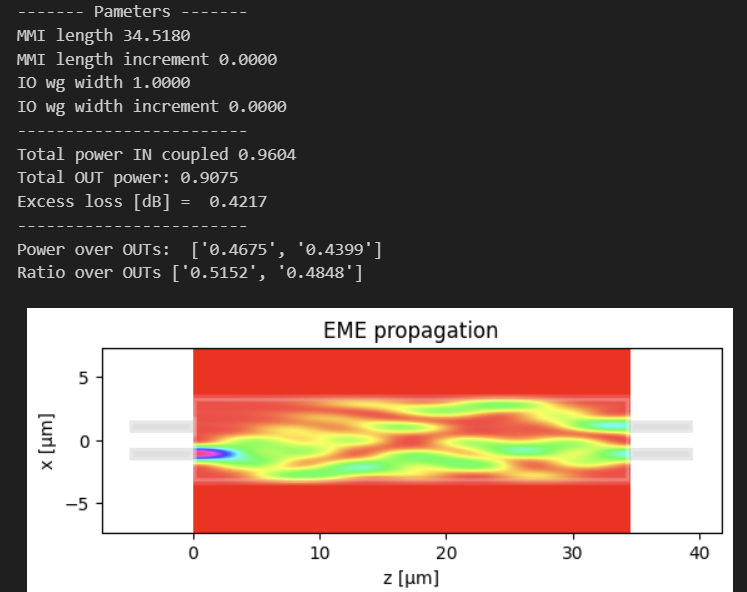 ------- Pameters -------
MMI length 34.5180
MMI length increment 0.0000
IO wg width 1.0000
IO wg width increment 0.0000
------------------------
Total power IN coupled 0.9604
Total OUT power: 0.9075
Excess loss [dB] =  0.4217
------------------------
Power over OUTs:  ['0.4675', '0.4399']
Ratio over OUTs ['0.5152', '0.4848']
EME propagation
x [μm]
5
0
−5
0 10 20 30 40
z [μm]